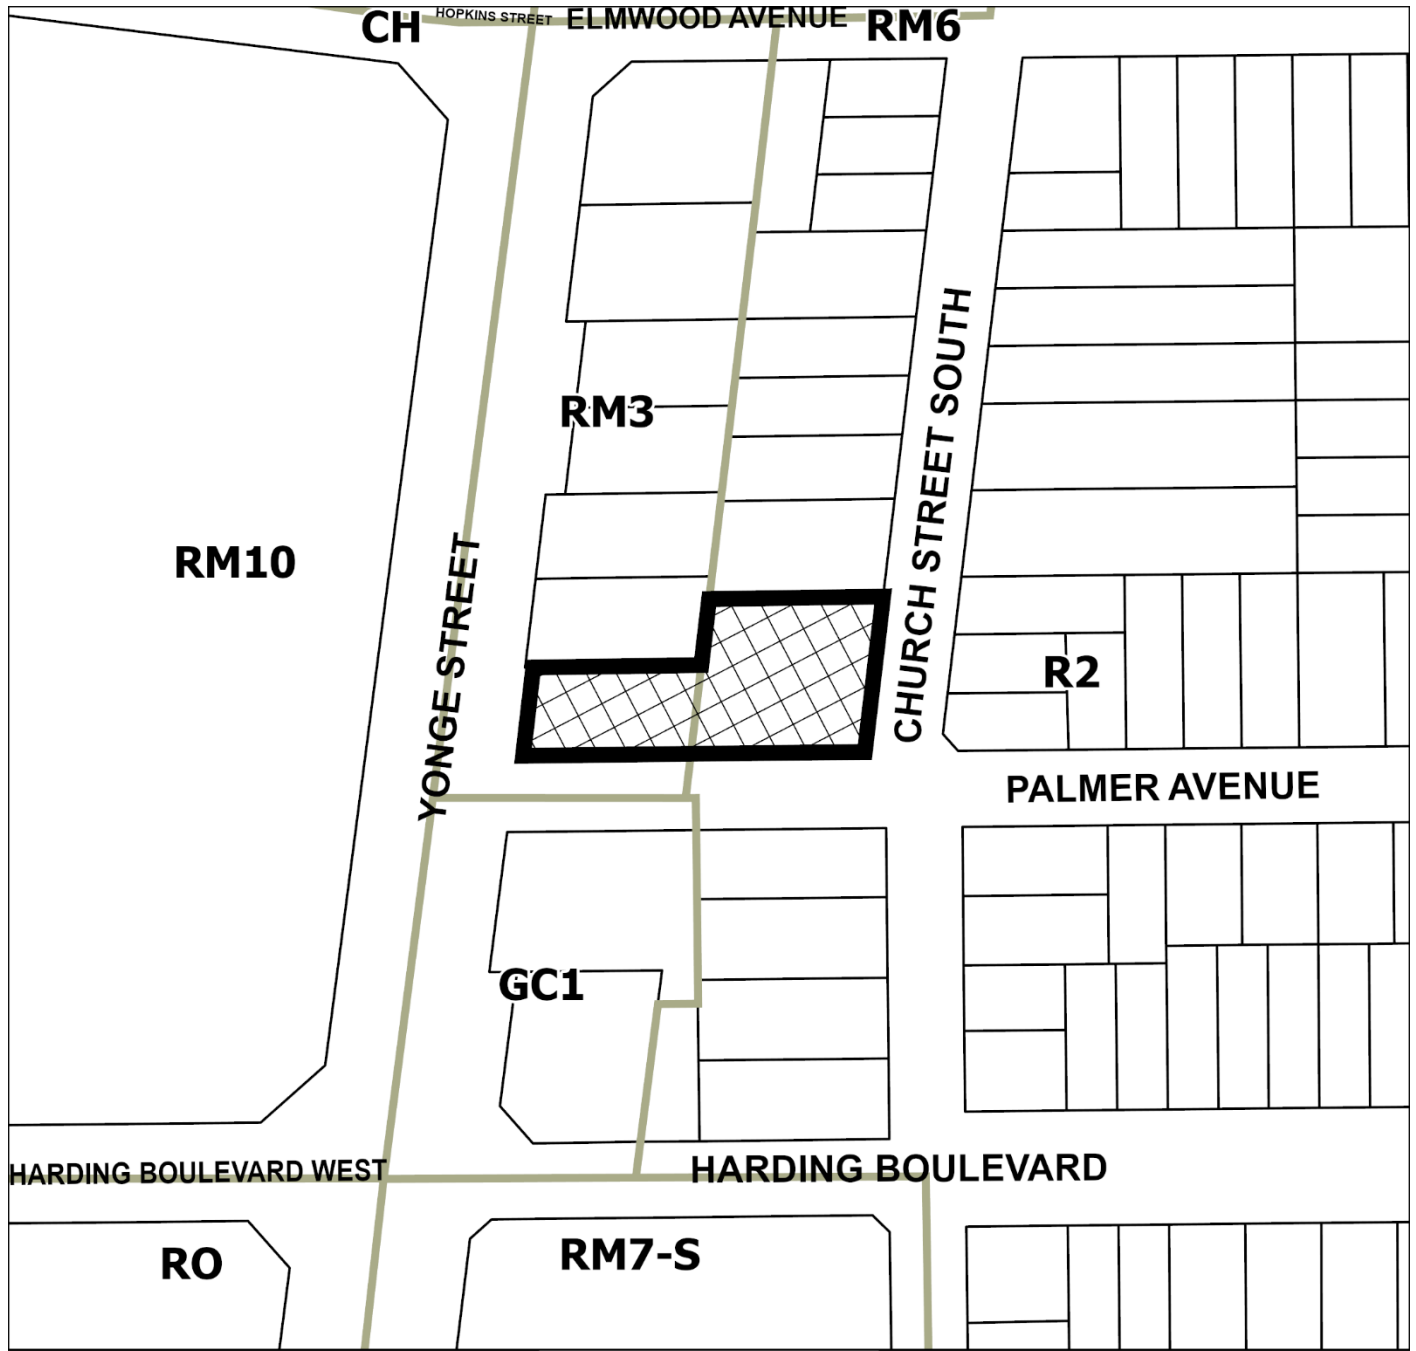 CH
HOPKINS STREET
ELMWOOD AVENUE
RM6
RM3
RM10
YONGE STREET
CHURCH STREET SOUTH
R2
PALMER AVENUE
GC1
HARDING BOULEVARD WEST
HARDING BOULEVARD
RO
RM7-S